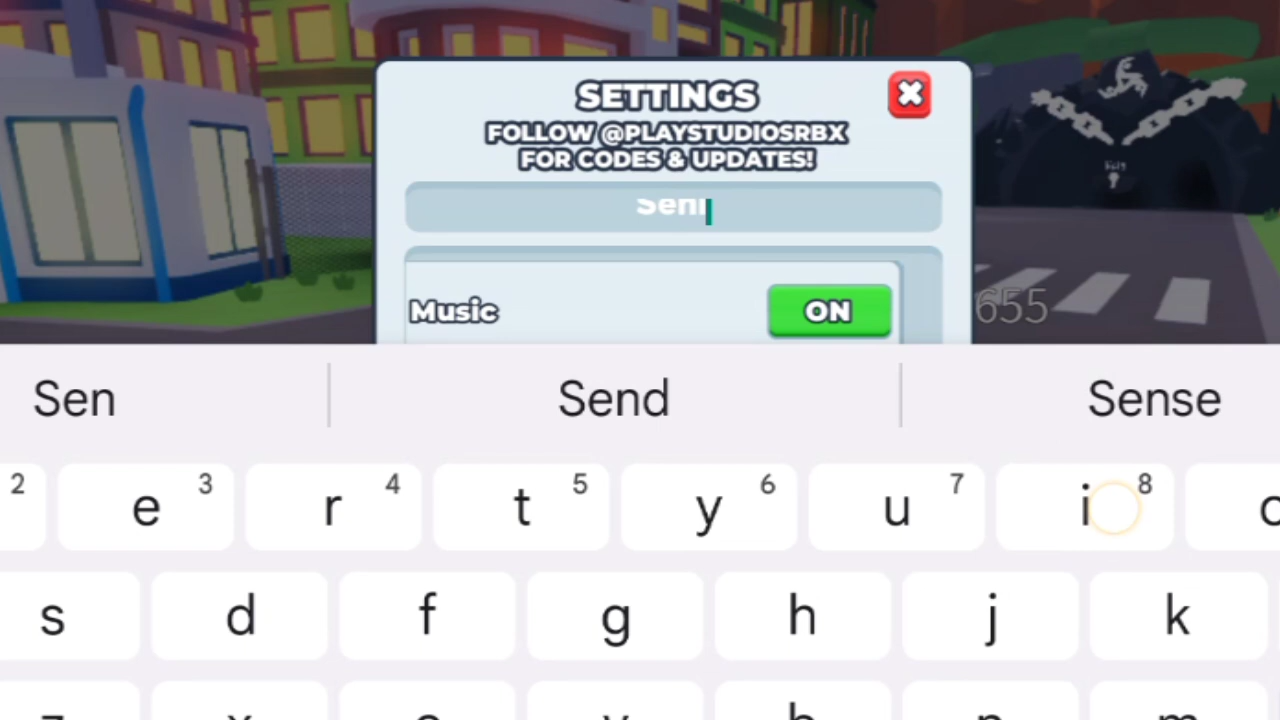 SETTINGS
FOLLOW @PLAYSTUDIOSRBX
FOR CODES & UPDATES!
Music
ON
655
Sen
Send
Sense
2
e 3
r 4
t 5
y 6
u 7
i 8
s
d
f
g
h
j
k
z
x
c
v
b
n
m